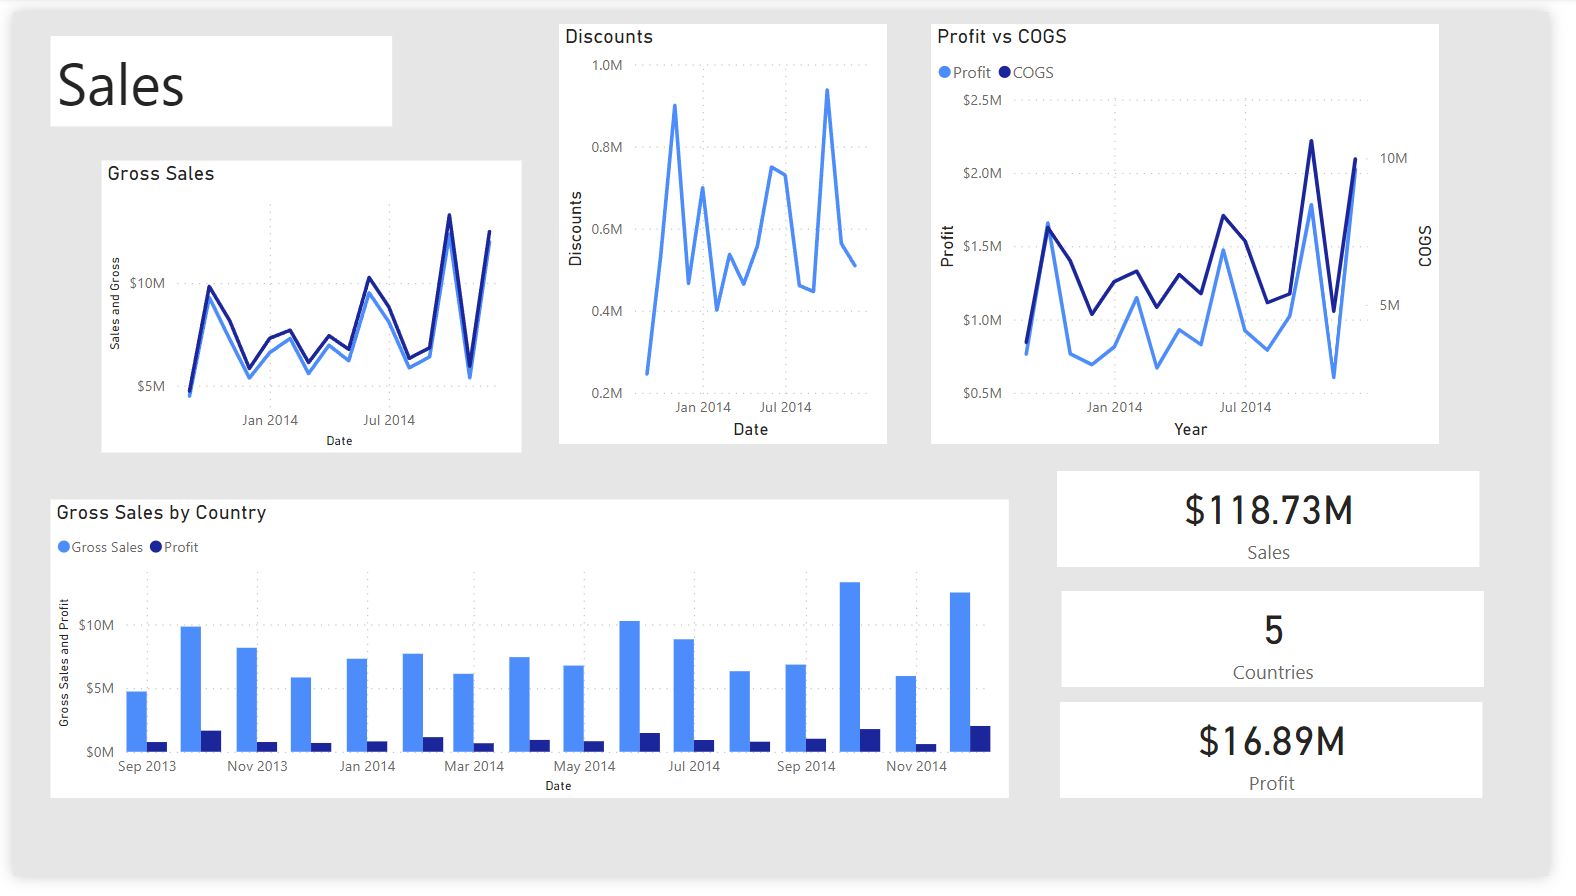 Sales
Gross Sales
Sales and Gross
$10M
$5M
Jan 2014 Jul 2014
Date
Discounts
Discounts
1.0M
0.8M
0.6M
0.4M
0.2M
Jan 2014 Jul 2014
Date
Profit vs COGS
Profit COGS
Profit
$2.5M
$2.0M
$1.5M
$1.0M
$0.5M
10M
5M
COGS
Jan 2014 Jul 2014
Year
Gross Sales by Country
Gross Sales Profit
Gross Sales and Profit
$10M
$5M
$0M
Sep 2013 Nov 2013 Jan 2014 Mar 2014 May 2014 Jul 2014 Sep 2014 Nov 2014
Date
$118.73M
Sales
5
Countries
$16.89M
Profit